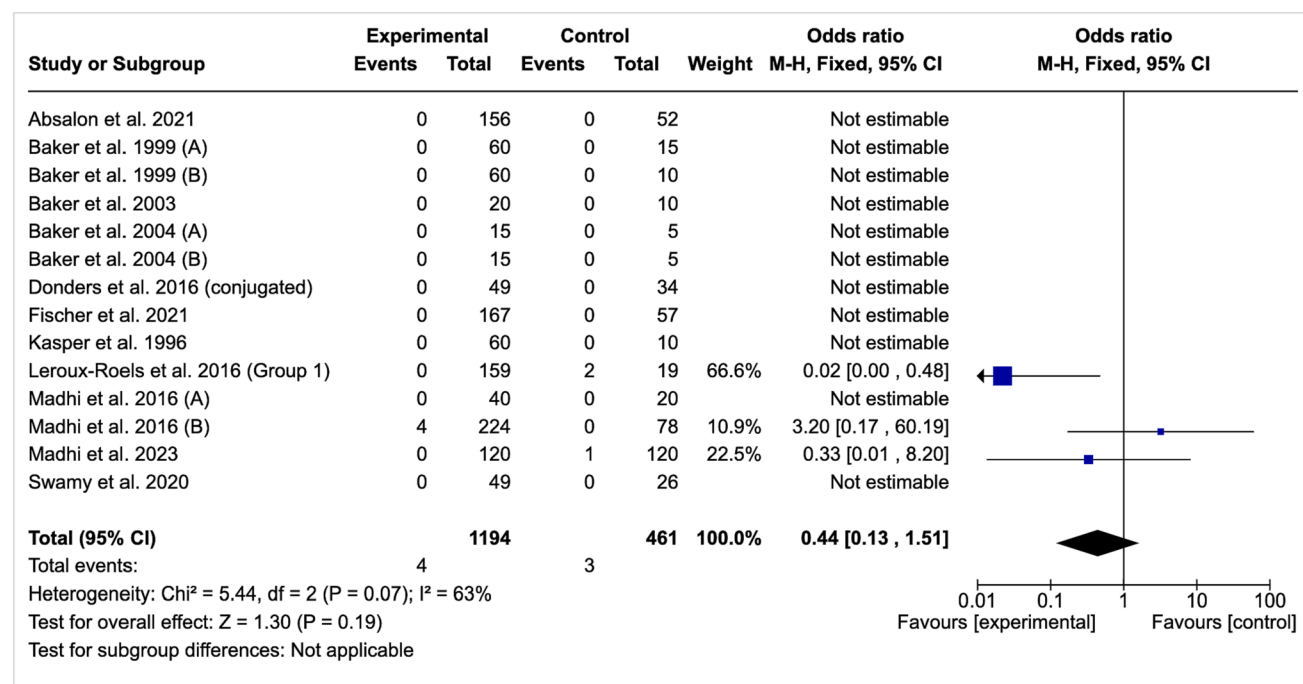 Experimental Control Odds ratio Odds ratio
Study or Subgroup Events Total Events Total Weight M-H, Fixed, 95% CI M-H, Fixed, 95% CI
Absalon et al. 2021 0 156 0 52 Not estimable
Baker et al. 1999 (A) 0 60 0 15 Not estimable
Baker et al. 1999 (B) 0 60 0 10 Not estimable
Baker et al. 2003 0 20 0 10 Not estimable
Baker et al. 2004 (A) 0 15 0 5 Not estimable
Baker et al. 2004 (B) 0 15 0 5 Not estimable
Donders et al. 2016 (conjugated) 0 49 0 34 Not estimable
Fischer et al. 2021 0 167 0 57 Not estimable
Kasper et al. 1996 0 60 0 10 Not estimable
Leroux-Roels et al. 2016 (Group 1) 0 159 2 19 66.6% 0.02 [0.00 , 0.48]
Madhi et al. 2016 (A) 0 40 0 20 Not estimable
Madhi et al. 2016 (B) 4 224 0 78 10.9% 3.20 [0.17 , 60.19]
Madhi et al. 2023 0 120 1 120 22.5% 0.33 [0.01 , 8.20]
Swamy et al. 2020 0 49 0 26 Not estimable
Total (95% CI) 1194 461 100.0% 0.44 [0.13 , 1.51]
Total events: 4 3
Heterogeneity: Chi² = 5.44, df = 2 (P = 0.07); I² = 63%
Test for overall effect: Z = 1.30 (P = 0.19)
Test for subgroup differences: Not applicable
0.01 0.1 1 10 100
Favours [experimental] Favours [control]